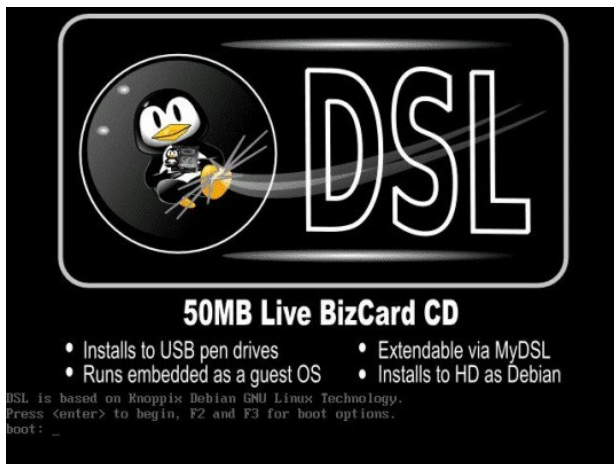 DSL
50MB Live BizCard CD
• Installs to USB pen drives
• Extendable via MyDSL
• Runs embedded as a guest OS
• Installs to HD as Debian
DSL is based on Knoppix Debian GNU Linux Technology.
Press <enter> to begin, F2 and F3 for boot options.
boot: _